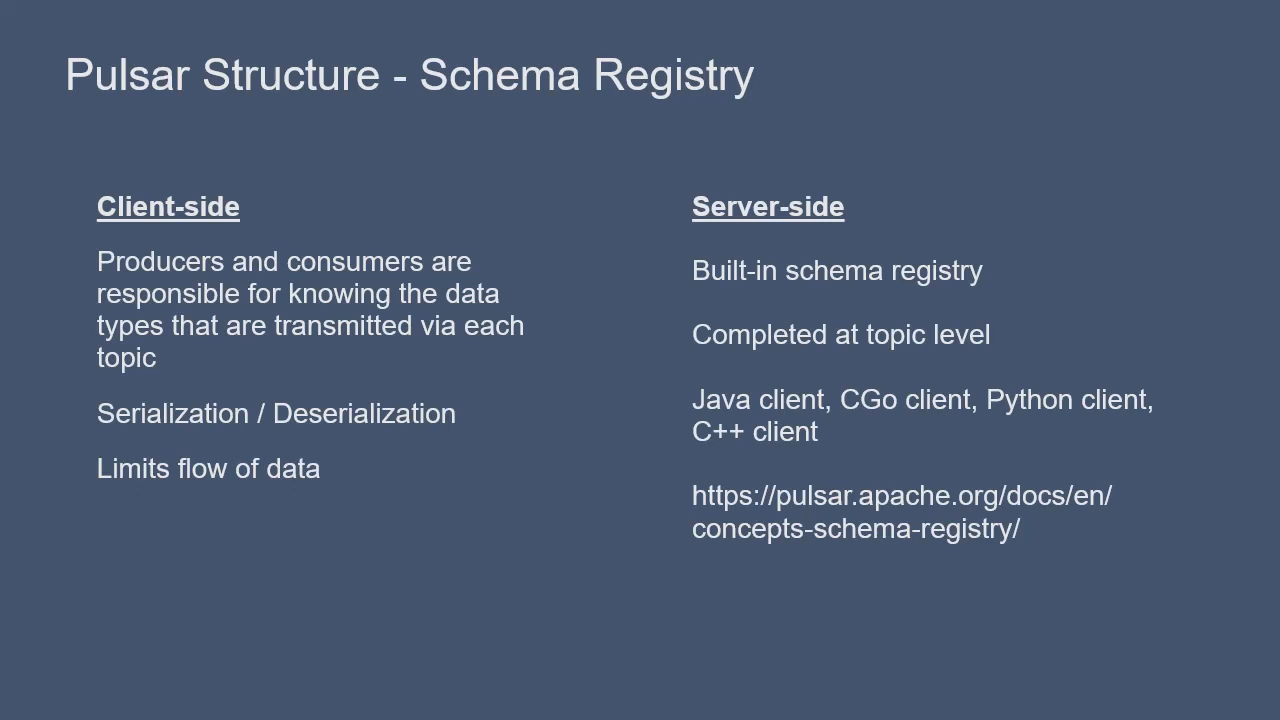 Pulsar Structure - Schema Registry
Client-side
Producers and consumers are
responsible for knowing the data
types that are transmitted via each
topic
Serialization / Deserialization
Limits flow of data
Server-side
Built-in schema registry
Completed at topic level
Java client, CGo client, Python client,
C++ client
https://pulsar.apache.org/docs/en/
concepts-schema-registry/